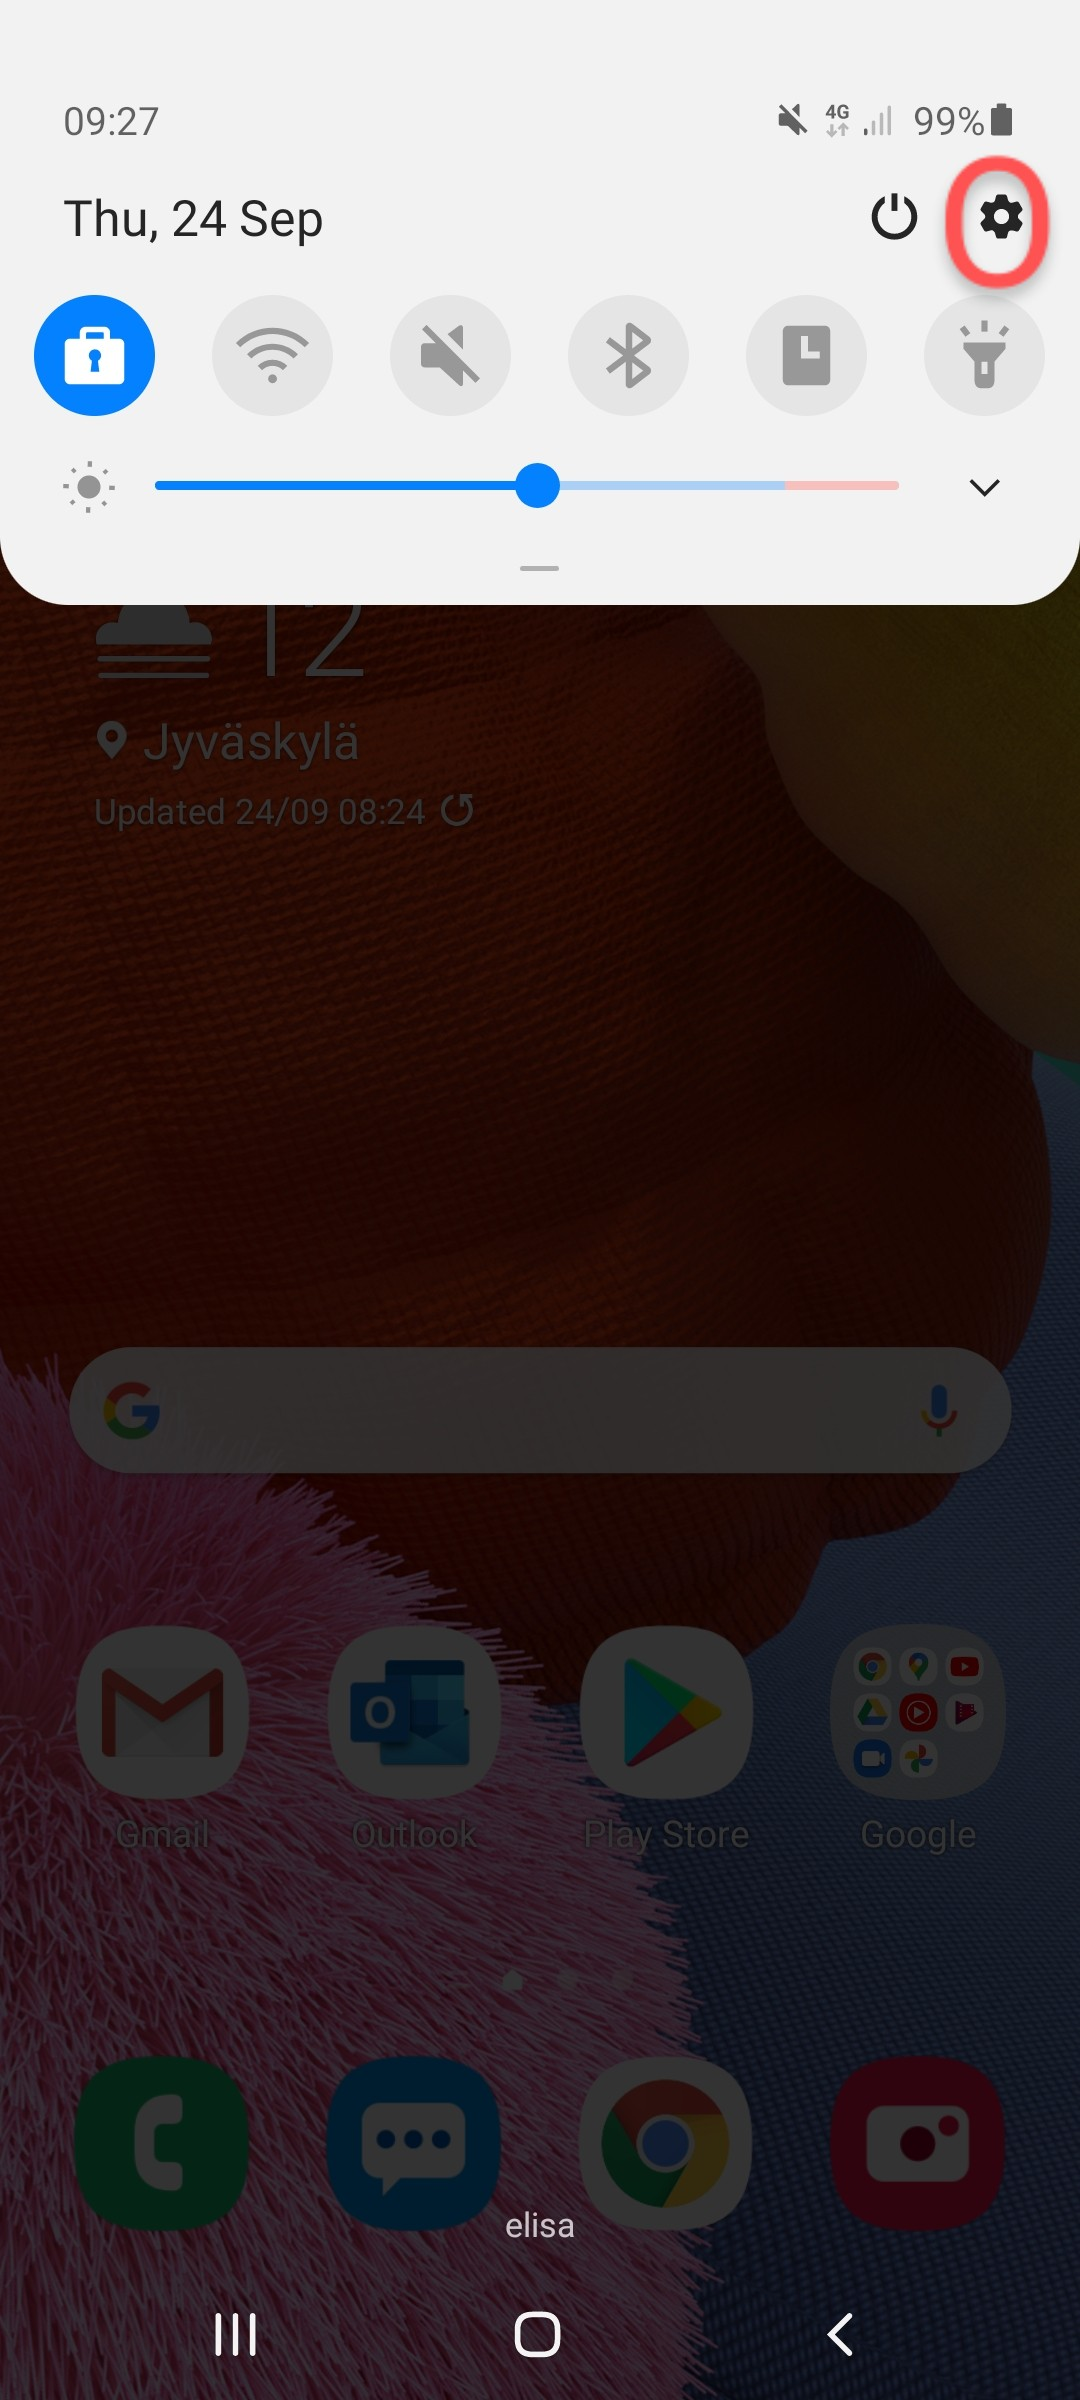 09:27
4G
99%
Thu, 24 Sep
12
Jyväskylä
Updated 24/09 08:24
Gmail
Outlook
Play Store
Google
elisa